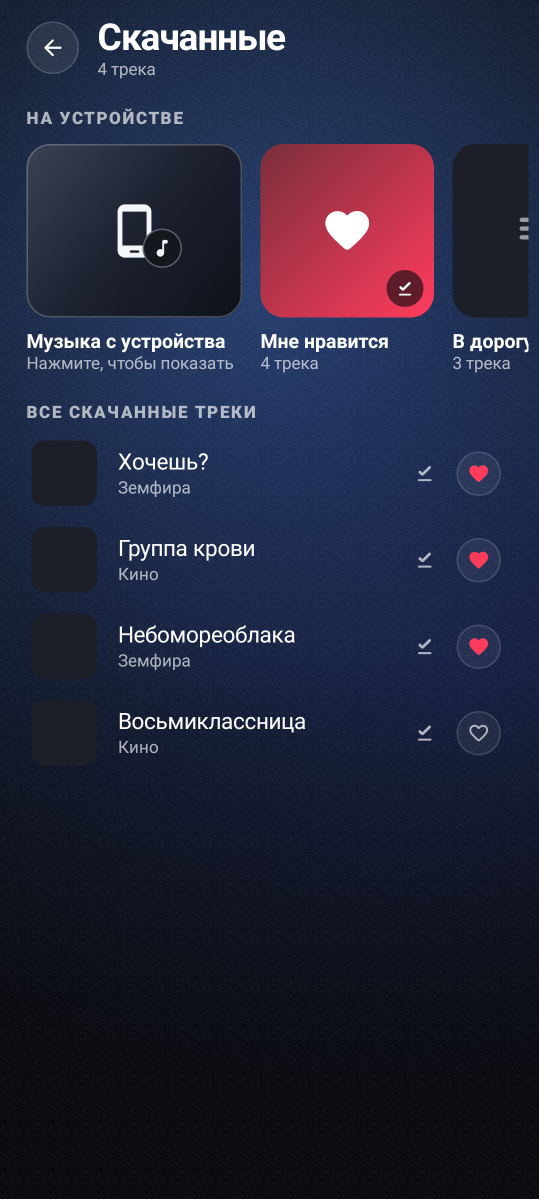 Скачанные
4 трека
НА УСТРОЙСТВЕ
Музыка с устройства
Нажмите, чтобы показать
Мне нравится
4 трека
В дорогу
3 трека
ВСЕ СКАЧАННЫЕ ТРЕКИ
Хочешь?
Земфира
Группа крови
Кино
Небомореоблака
Земфира
Восьмиклассница
Кино